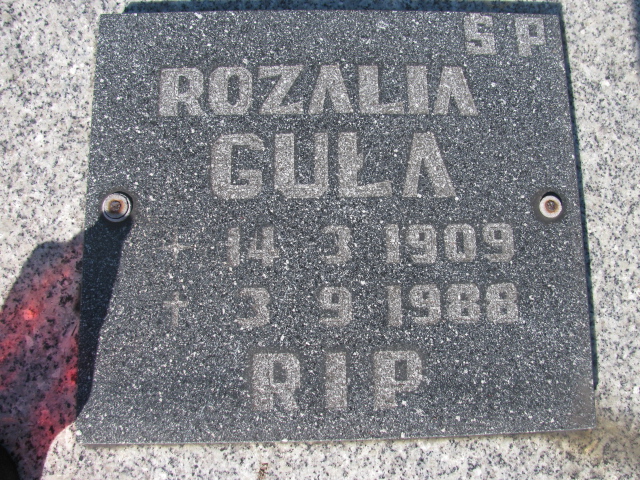 S P
ROZALIA
GUŁA
* 14 3 1909
† 3 9 1988
RIP